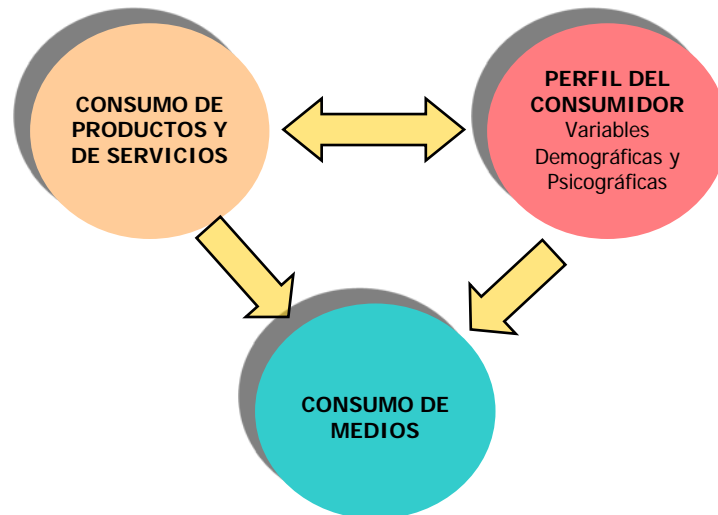 CONSUMO DE
PRODUCTOS Y
DE SERVICIOS
PERFIL DEL
CONSUMIDOR
Variables
Demográficas y
Psicográficas
CONSUMO DE
MEDIOS